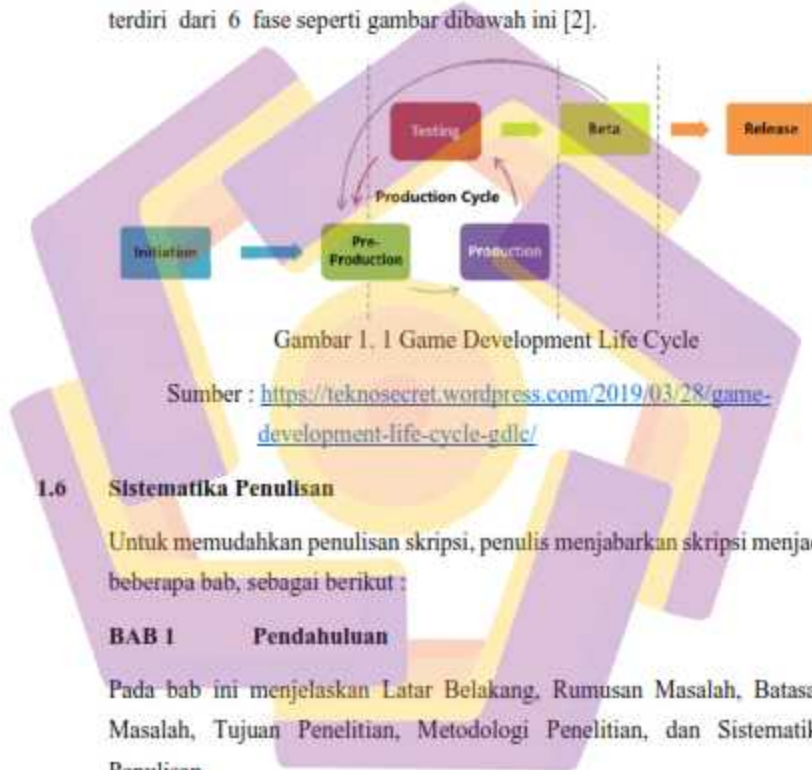 terdiri dari 6 fase seperti gambar dibawah ini [2].
Testing
Beta
Release
Production Cycle
Initiation
Pre-
Production
Production
Gambar 1. 1 Game Development Life Cycle
Sumber : https://teknosecret.wordpress.com/2019/03/28/game-
development-life-cycle-gdlc/
1.6 Sistematika Penulisan
Untuk memudahkan penulisan skripsi, penulis menjabarkan skripsi menjad
beberapa bab, sebagai berikut :
BAB 1 Pendahuluan
Pada bab ini menjelaskan Latar Belakang, Rumusan Masalah, Batasa
Masalah, Tujuan Penelitian, Metodologi Penelitian, dan Sistematik